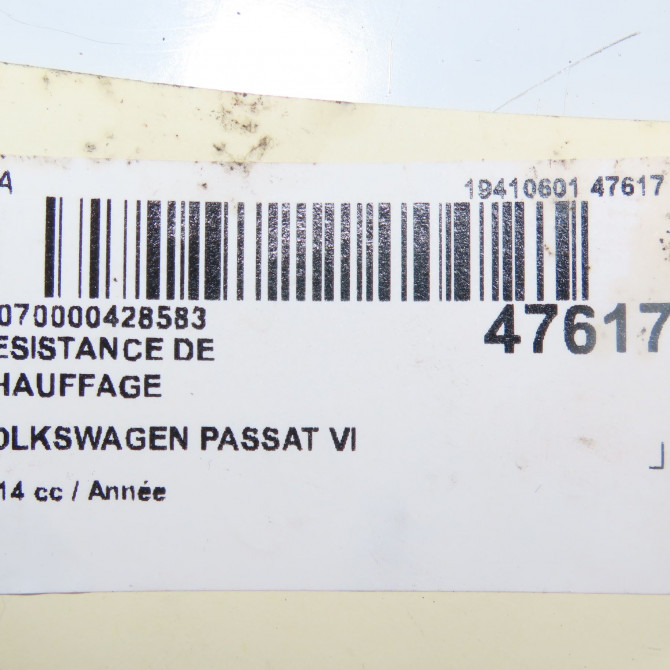 A
19410601 47617
070000428583
47617
ESISTANCE DE
HAUFFAGE
OLKSWAGEN PASSAT VI
14 cc / Année